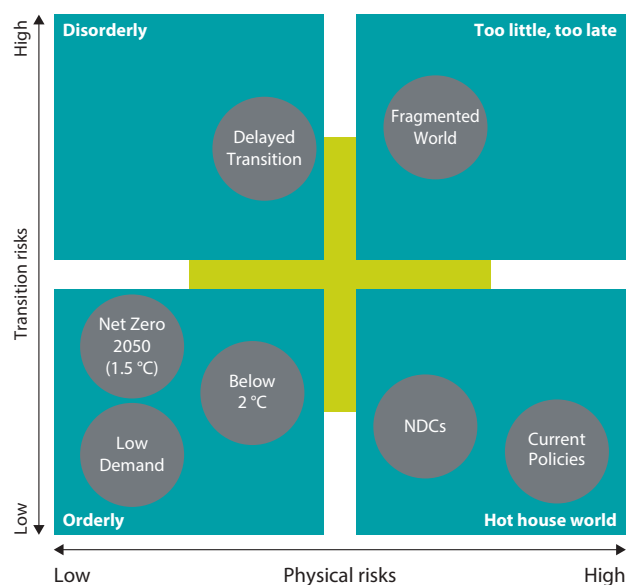 High
Disorderly
Too little, too late
Delayed
Transition
Fragmented
World
Transition risks
Net Zero
2050
(1.5 °C)
Below
2 °C
Low
Demand
NDCs
Current
Policies
Low
Orderly
Hot house world
Low
Physical risks
High